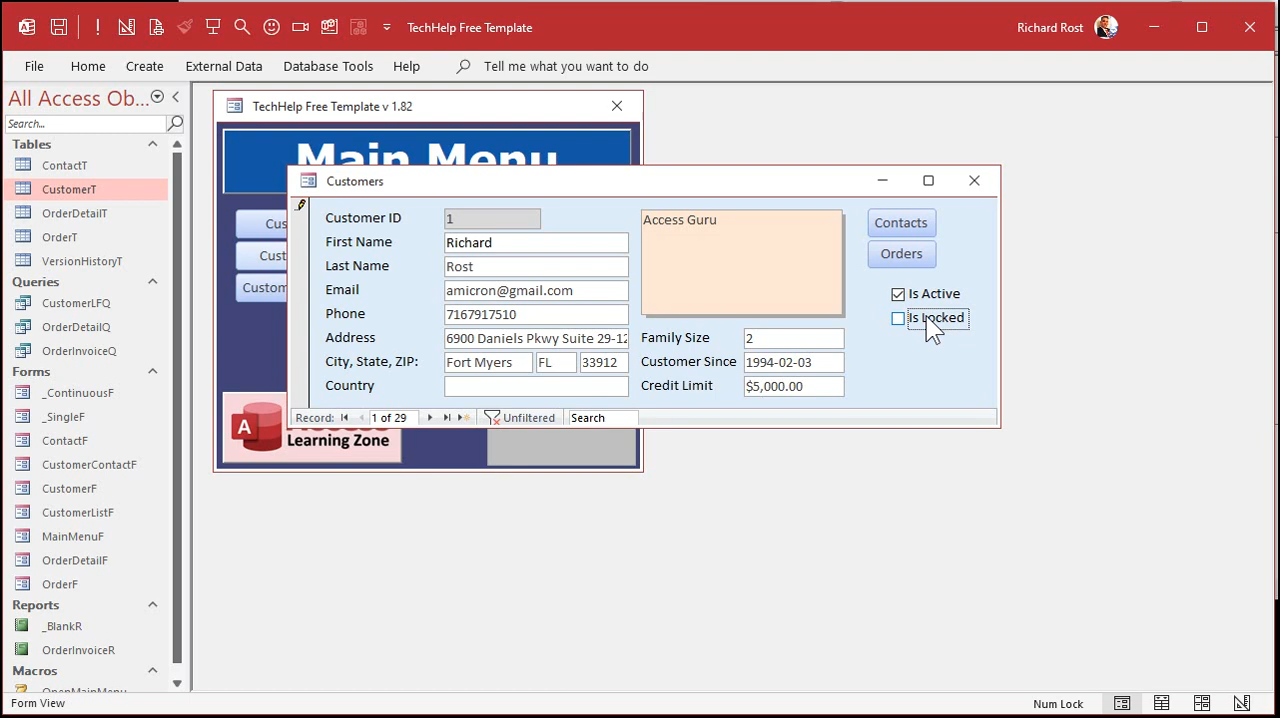 TechHelp Free Template
Richard Rost
File Home Create External Data Database Tools Help Tell me what you want to do
All Access Ob...
Search...
Tables
ContactT
CustomerT
OrderDetailT
OrderT
VersionHistoryT
Queries
CustomerLFQ
OrderDetailQ
OrderInvoiceQ
Forms
_ContinuousF
_SingleF
ContactF
CustomerContactF
CustomerF
CustomerListF
MainMenuF
OrderDetailF
OrderF
Reports
_BlankR
OrderInvoiceR
Macros
OpenMainMenu
TechHelp Free Template v 1.82
Main Menu
Cus
Cust
Custom
A
Learning Zone
Customers
Customer ID 1
First Name Richard
Last Name Rost
Email amicron@gmail.com
Phone 7167917510
Address 6900 Daniels Pkwy Suite 29-12
City, State, ZIP: Fort Myers FL 33912
Country
Access Guru
Family Size 2
Customer Since 1994-02-03
Credit Limit $5,000.00
Contacts
Orders
Is Active
Is Locked
Record: 1 of 29 Unfiltered Search
Form View
Num Lock